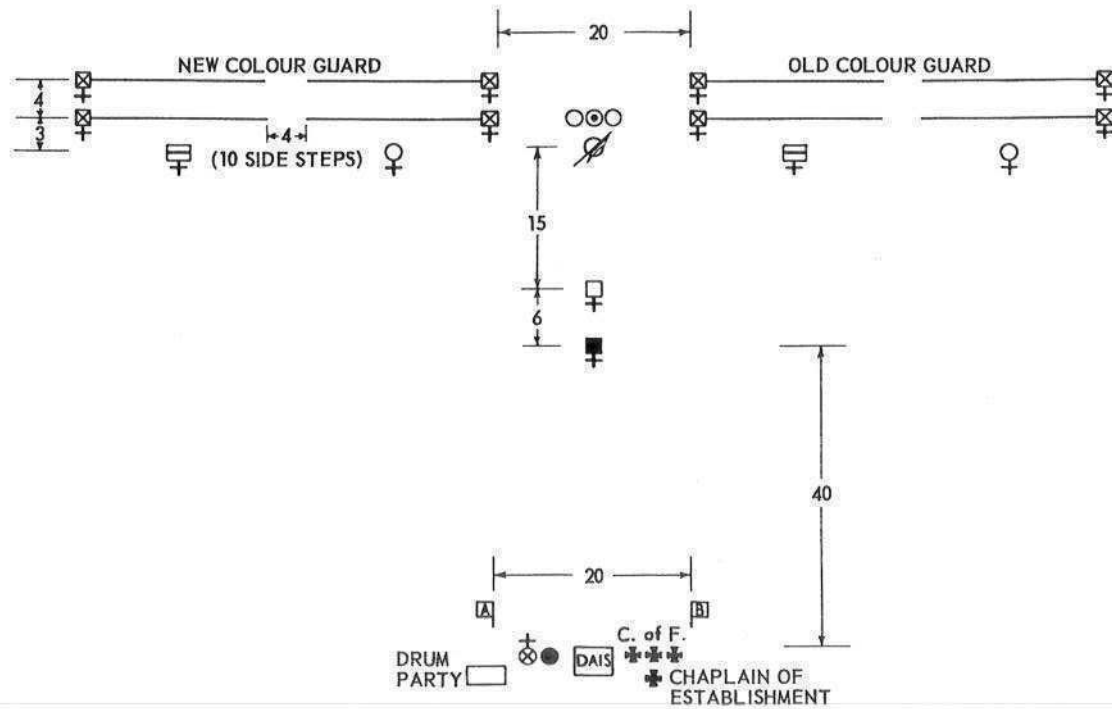 20
NEW COLOUR GUARD
OLD COLOUR GUARD
4
3
4
(10 SIDE STEPS)
15
6
40
20
A
B
C. of F.
DRUM
PARTY
DAIS
CHAPLAIN OF
ESTABLISHMENT